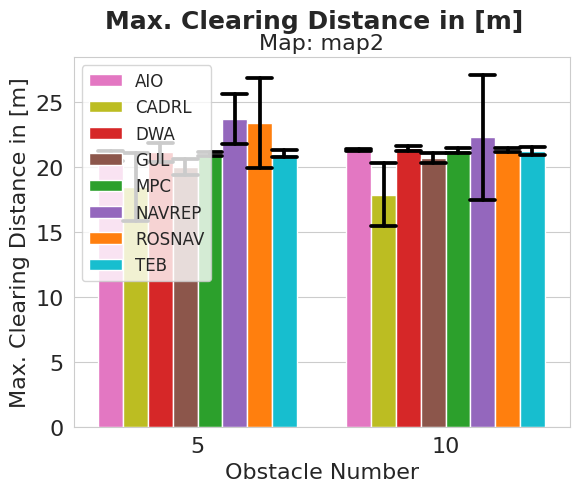 Max. Clearing Distance in [m]
Map: map2
Max. Clearing Distance in [m]
25
20
15
10
5
0
AIO
CADRL
DWA
GUL
MPC
NAVREP
ROSNAV
TEB
5
10
Obstacle Number